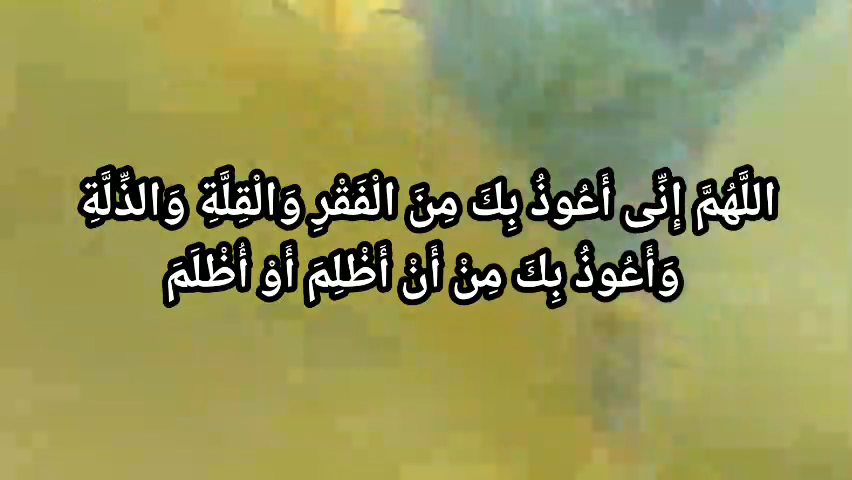 اللَّهُمَّ إِنِّى أَعُوذُ بِكَ مِنَ الْفَقْرِ وَالْقِلَّةِ وَالذِّلَّةِ
وَأَعُوذُ بِكَ مِنْ أَنْ أَظْلِمَ أَوْ أُظْلَمَ